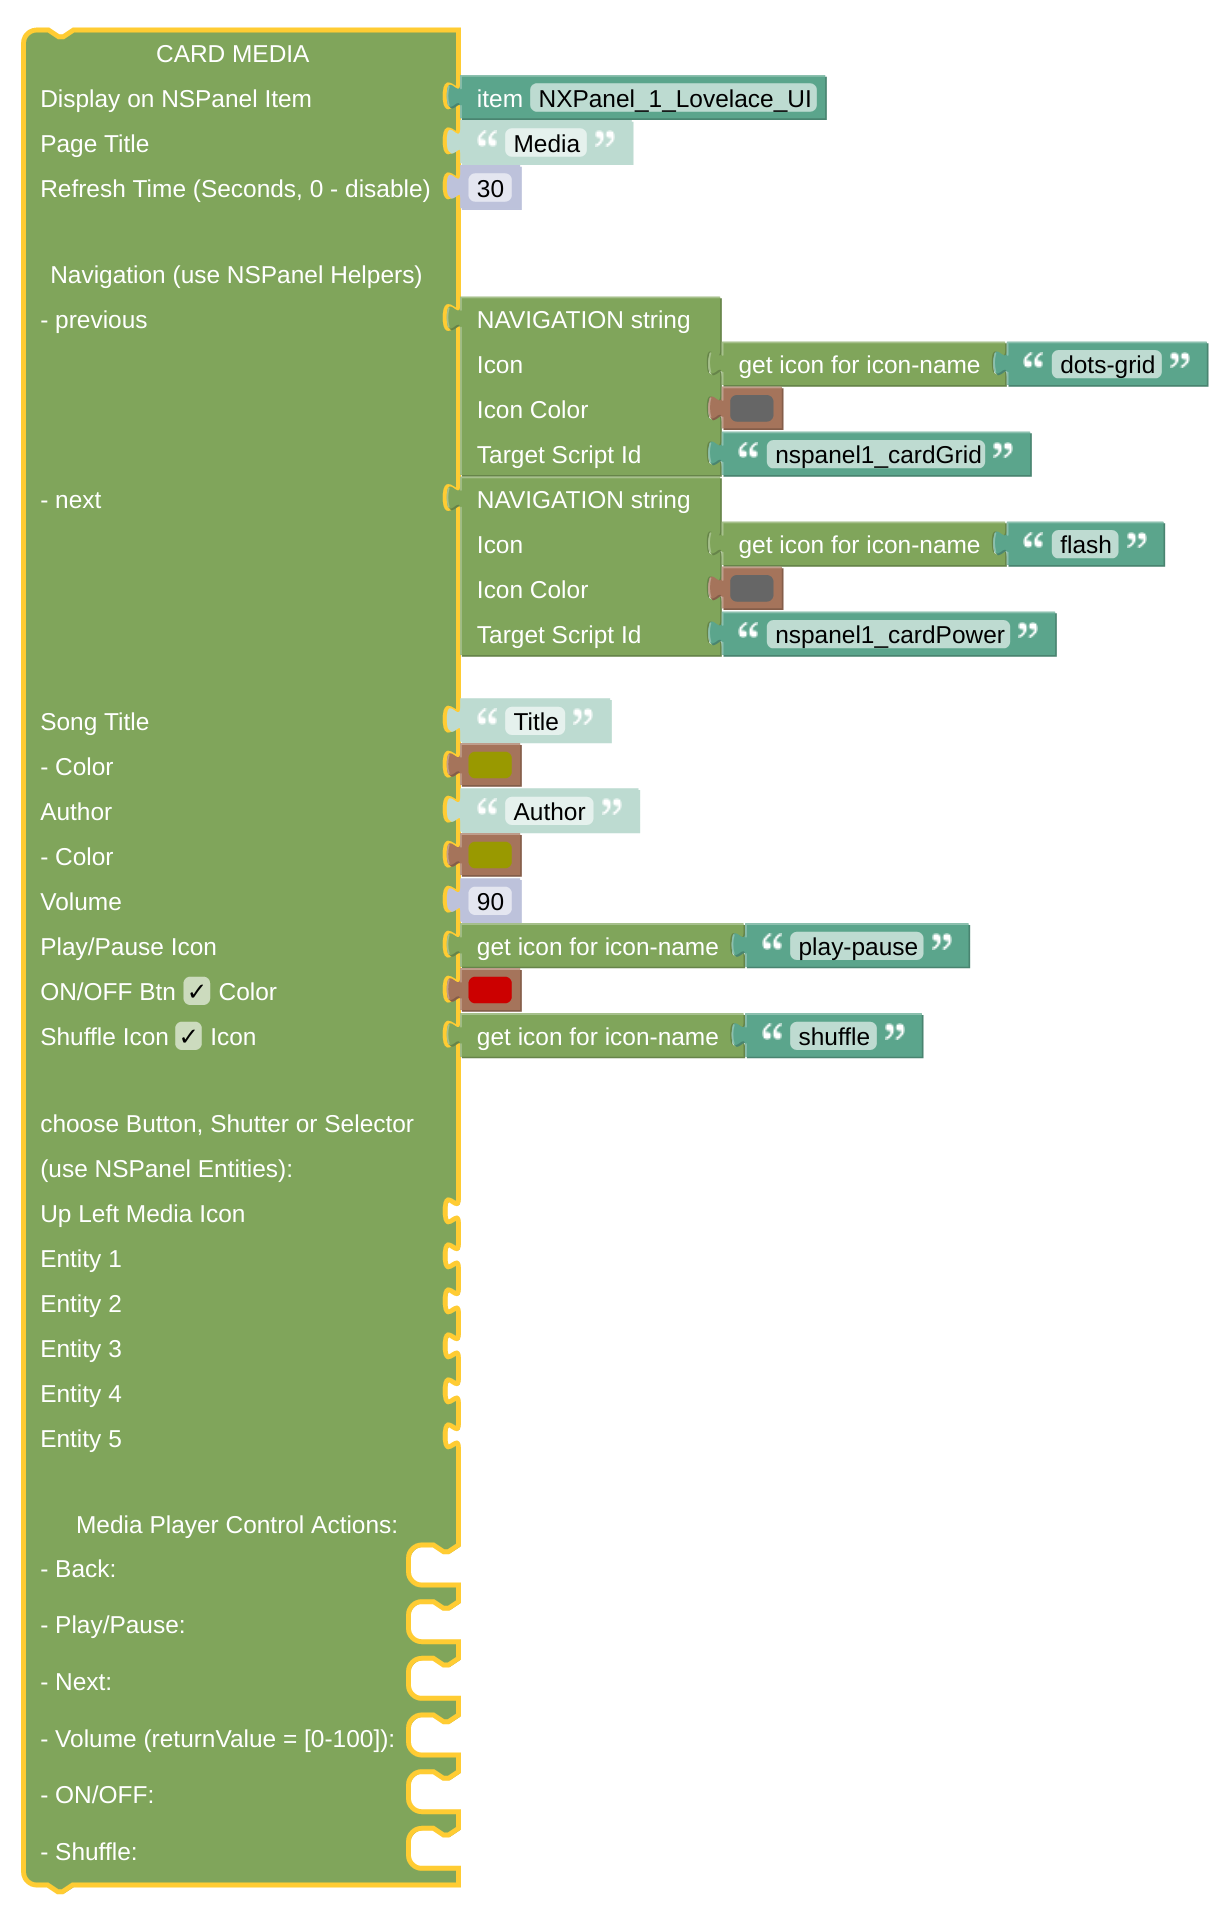 CARD MEDIA
Display on NSPanel Item item NXPanel_1_Lovelace_UI
Page Title “ Media ”
Refresh Time (Seconds, 0 - disable) 30
Navigation (use NSPanel Helpers)
- previous NAVIGATION string
Icon get icon for icon-name “ dots-grid ”
Icon Color
Target Script Id “ nspanel1_cardGrid ”
- next NAVIGATION string
Icon get icon for icon-name “ flash ”
Icon Color
Target Script Id “ nspanel1_cardPower ”
Song Title “ Title ”
- Color
Author “ Author ”
- Color
Volume 90
Play/Pause Icon get icon for icon-name “ play-pause ”
ON/OFF Btn ✓ Color
Shuffle Icon ✓ Icon get icon for icon-name “ shuffle ”
choose Button, Shutter or Selector
(use NSPanel Entities):
Up Left Media Icon
Entity 1
Entity 2
Entity 3
Entity 4
Entity 5
Media Player Control Actions:
- Back:
- Play/Pause:
- Next:
- Volume (returnValue = [0-100]):
- ON/OFF:
- Shuffle: